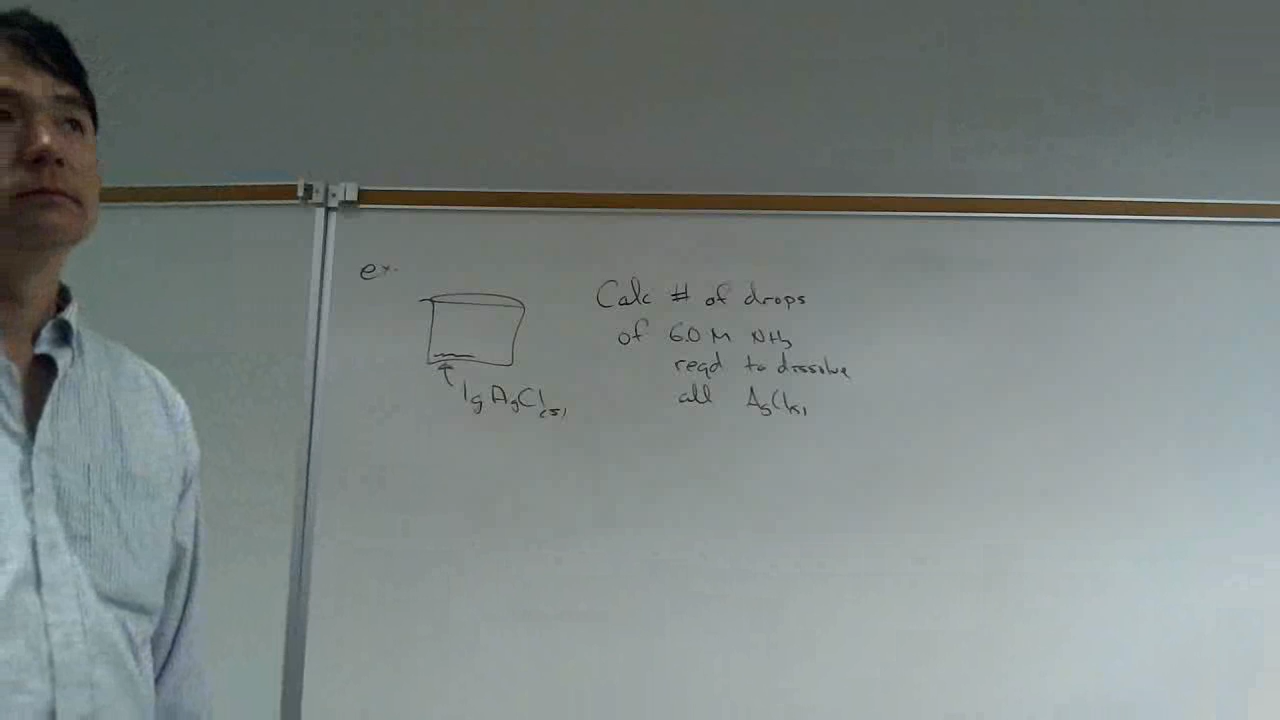 ex.
Calc # of drops
of 6.0 M NH3
reqd to dissolve
all AgCl(s)
1g AgCl(s)